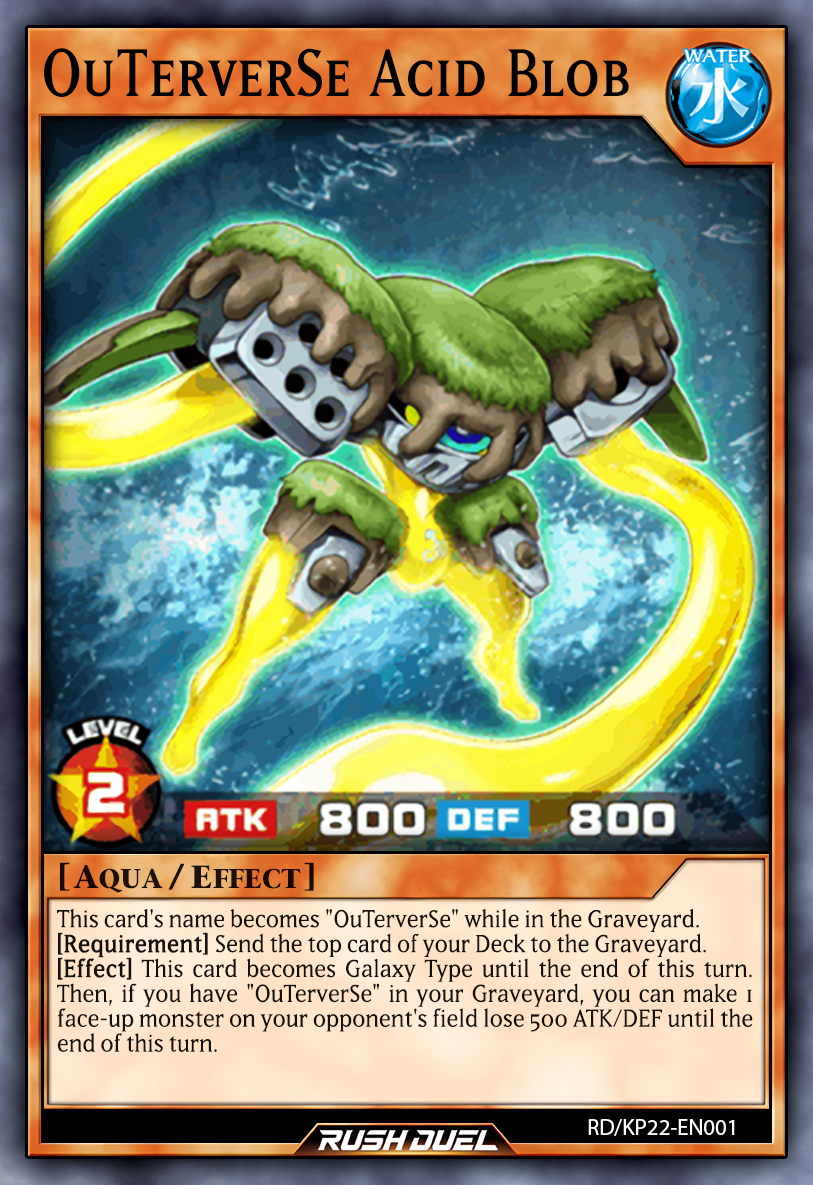 OuTerverSe Acid Blob
WATER
水
LEVEL
2
ATK 800 DEF 800
[Aqua / Effect]
This card's name becomes "OuTerverSe" while in the Graveyard.
[Requirement] Send the top card of your Deck to the Graveyard.
[Effect] This card becomes Galaxy Type until the end of this turn.
Then, if you have "OuTerverSe" in your Graveyard, you can make 1
face-up monster on your opponent's field lose 500 ATK/DEF until the
end of this turn.
RD/KP22-EN001
RUSH DUEL